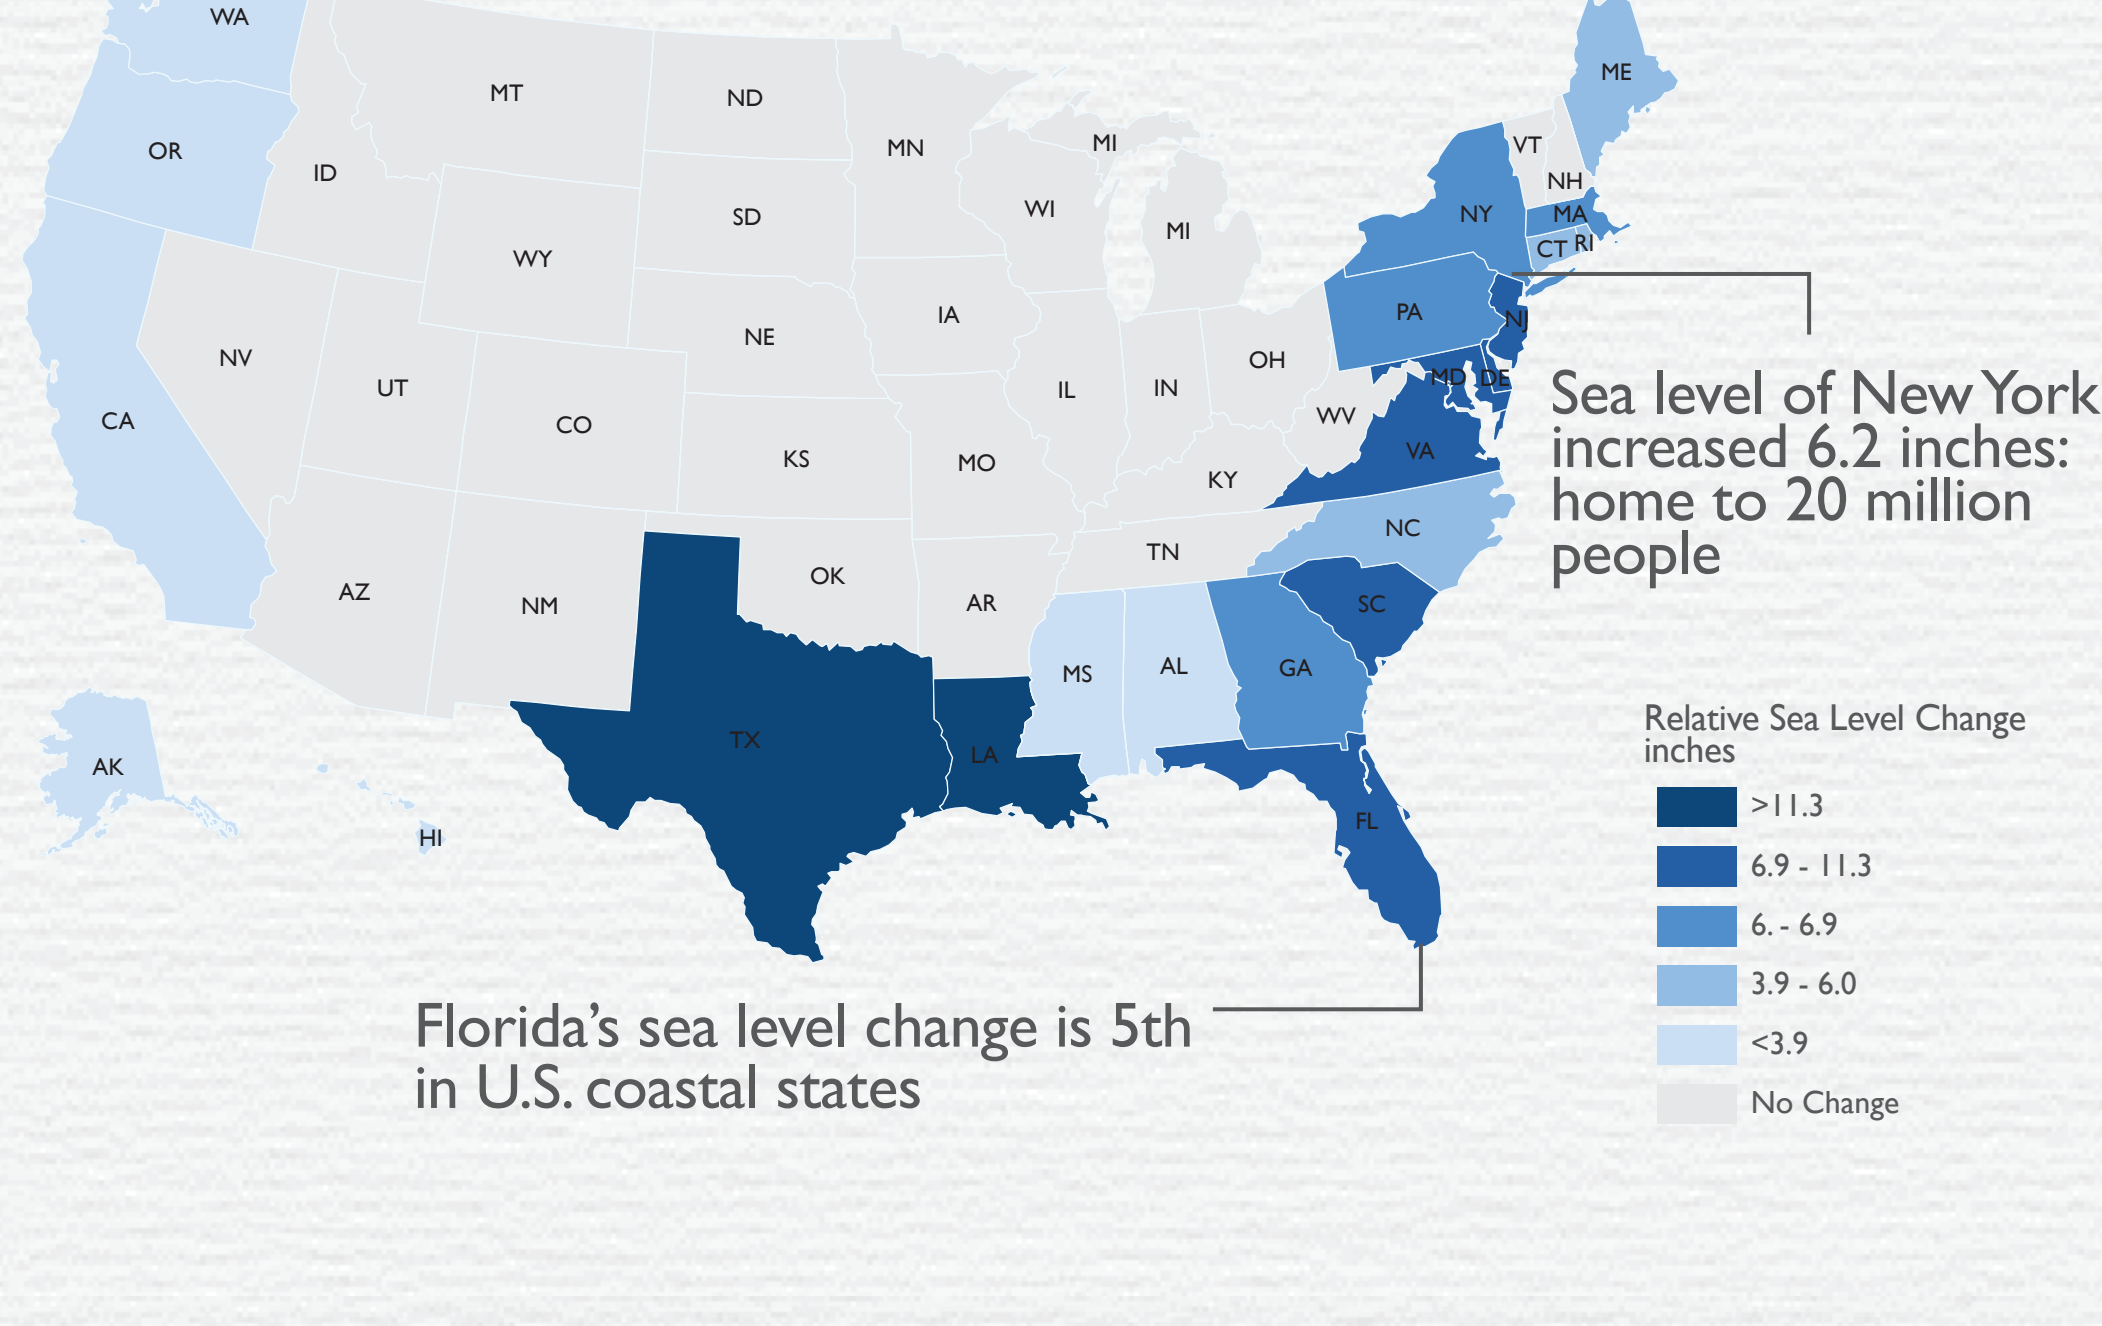 WA
ME
MT
ND
MI
MN
VT
OR
ID
NH
WI
SD
NY
MA
MI
CT
RI
WY
IA
PA
NJ
NE
NV
OH
UT
IL
IN
MD
DE
CA
CO
WV
KS
MO
VA
KY
NC
TN
OK
AZ
NM
AR
SC
MS
AL
GA
TX
LA
AK
HI
FL
Sea level of New York
increased 6.2 inches:
home to 20 million
people
Relative Sea Level Change
inches
>11.3
6.9 - 11.3
6. - 6.9
3.9 - 6.0
<3.9
No Change
Florida’s sea level change is 5th
in U.S. coastal states